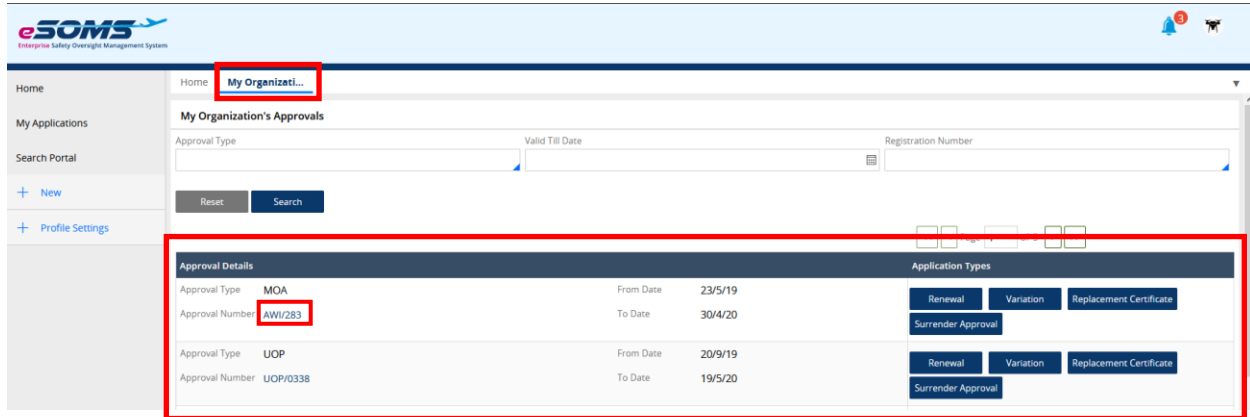 eSOMS
Enterprise Safety Oversight Management System
3
Home
My Applications
Search Portal
+ New
+ Profile Settings
Home My Organizati...
My Organization's Approvals
Approval Type Valid Till Date Registration Number
Reset Search
Approval Details Application Types
Approval Type MOA From Date 23/5/19 Renewal Variation Replacement Certificate
Approval Number AWI/283 To Date 30/4/20 Surrender Approval
Approval Type UOP From Date 20/9/19 Renewal Variation Replacement Certificate
Approval Number UOP/0338 To Date 19/5/20 Surrender Approval